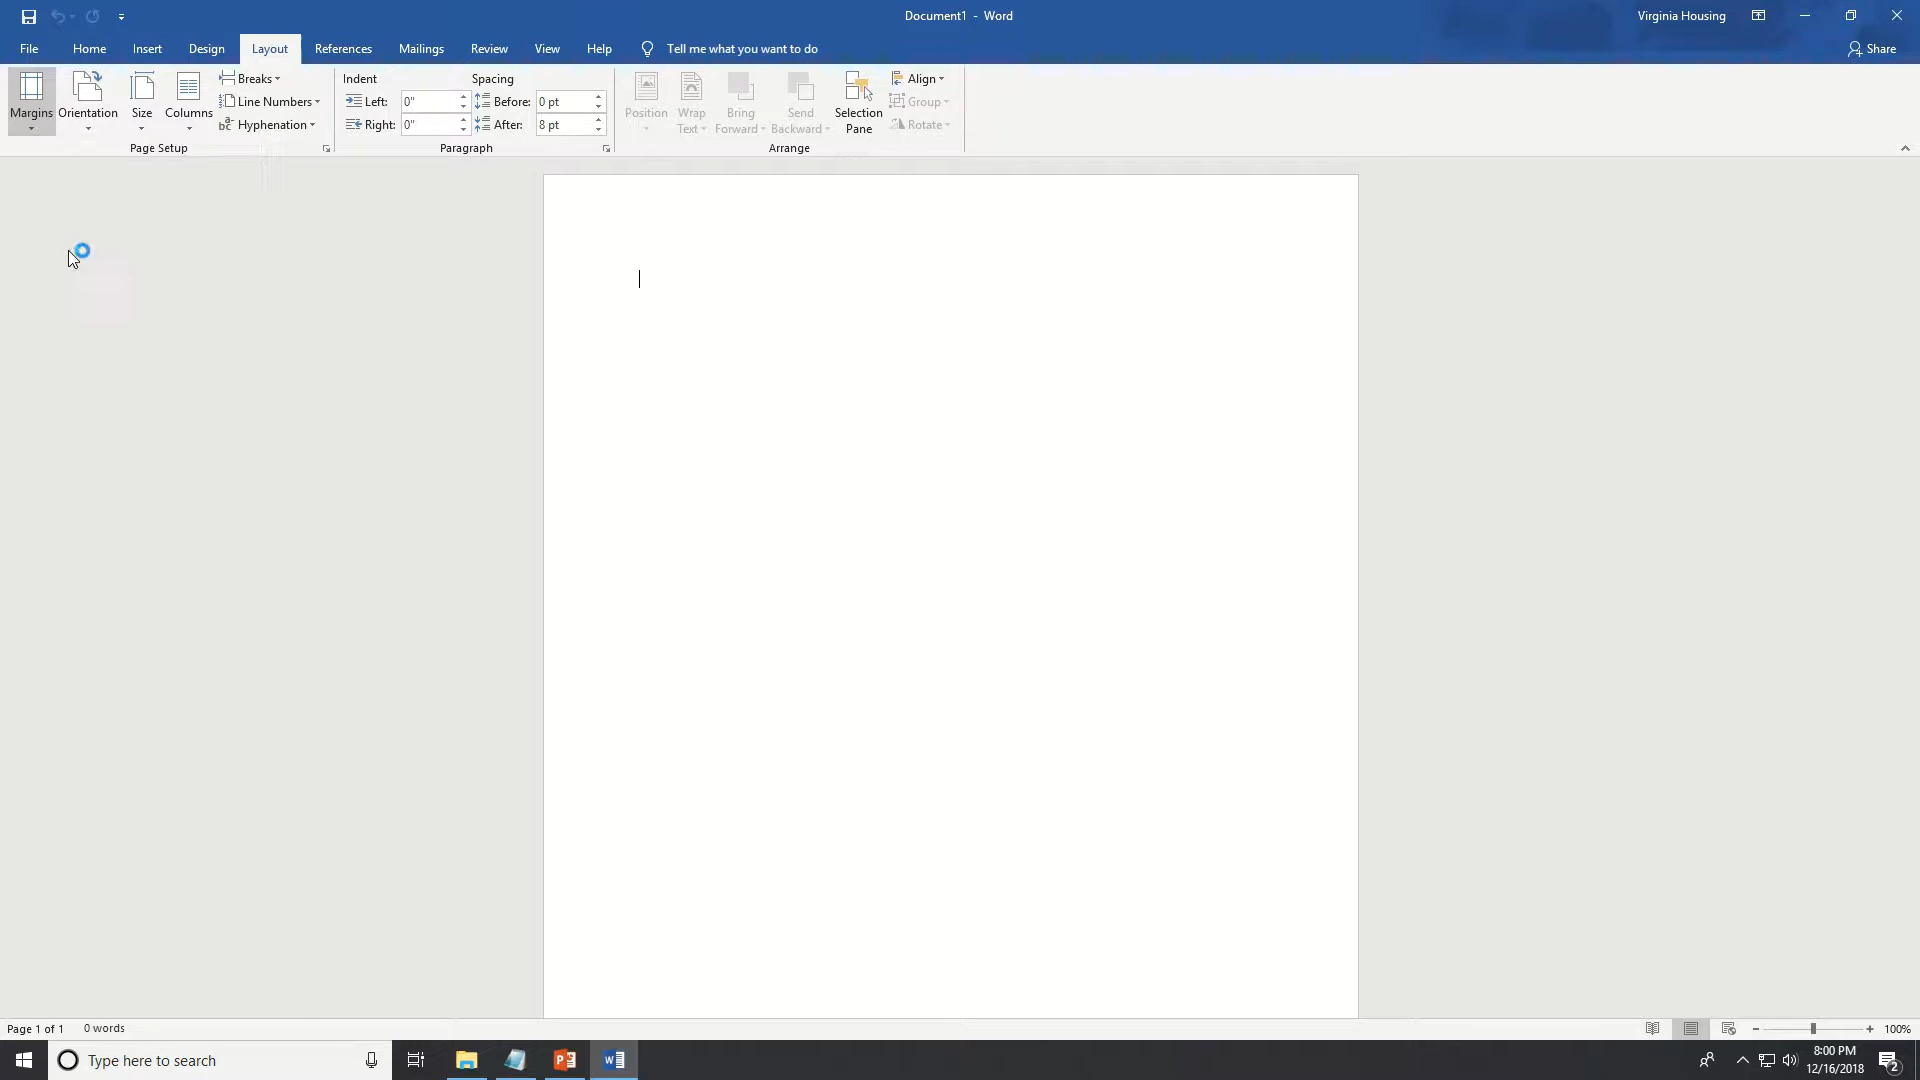 Document1 - Word
Virginia Housing
File Home Insert Design Layout References Mailings Review View Help Tell me what you want to do Share
Margins Orientation Size Columns
Breaks
Line Numbers
Hyphenation
Page Setup
Indent Spacing
Left: 0" Before: 0 pt
Right: 0" After: 8 pt
Paragraph
Position
Wrap Text
Bring Forward
Send Backward
Selection Pane
Align
Group
Rotate
Arrange
Page 1 of 1 0 words 100%
Type here to search
8:00 PM
12/16/2018
2